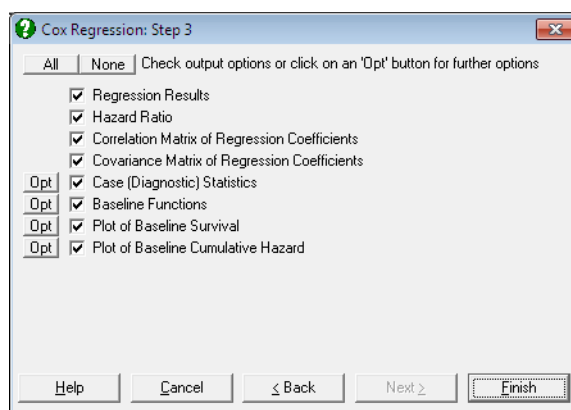 Cox Regression: Step 3
All None Check output options or click on an 'Opt' button for further options
Regression Results
Hazard Ratio
Correlation Matrix of Regression Coefficients
Covariance Matrix of Regression Coefficients
Opt Case (Diagnostic) Statistics
Opt Baseline Functions
Opt Plot of Baseline Survival
Opt Plot of Baseline Cumulative Hazard
Help Cancel < Back Next > Finish